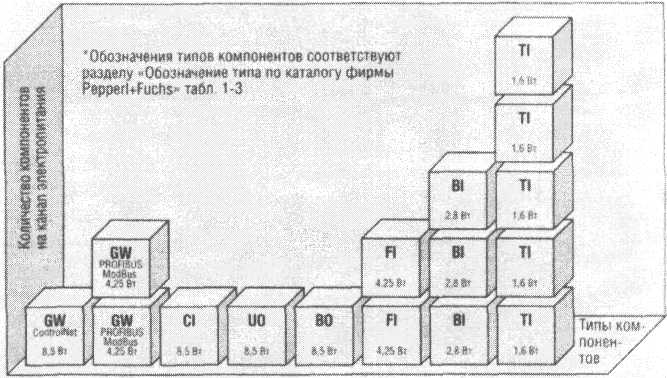 *Обозначения типов компонентов соответствуют
разделу «Обозначение типа по каталогу фирмы
Pepperl+Fuchs» табл. 1-3
Количество компонентов
на канал электропитания
TI
1,6 Вт
TI
1,6 Вт
BI
2,8 Вт
TI
1,6 Вт
GW
PROFIBUS
ModBus
4,25 Вт
FI
4,25 Вт
BI
2,8 Вт
TI
1,6 Вт
GW
ControlNet
8,5 Вт
GW
PROFIBUS
ModBus
4,25 Вт
CI
8,5 Вт
UO
8,5 Вт
BO
8,5 Вт
FI
4,25 Вт
BI
2,8 Вт
TI
1,6 Вт
Типы ком-
понен-
тов